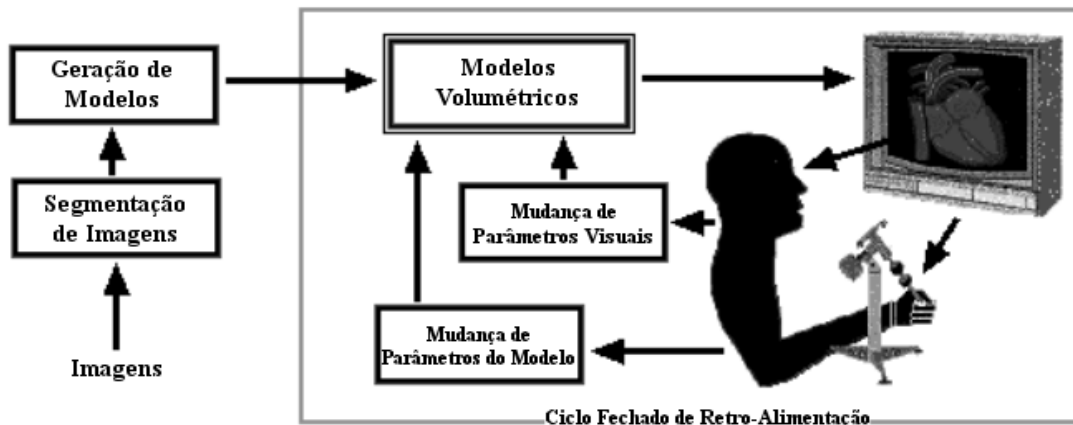 Geração de
Modelos
Modelos
Volumétricos
Segmentação
de Imagens
Mudança de
Parâmetros Visuais
Mudança de
Parâmetros do Modelo
Imagens
Ciclo Fechado de Retro-Alimentação